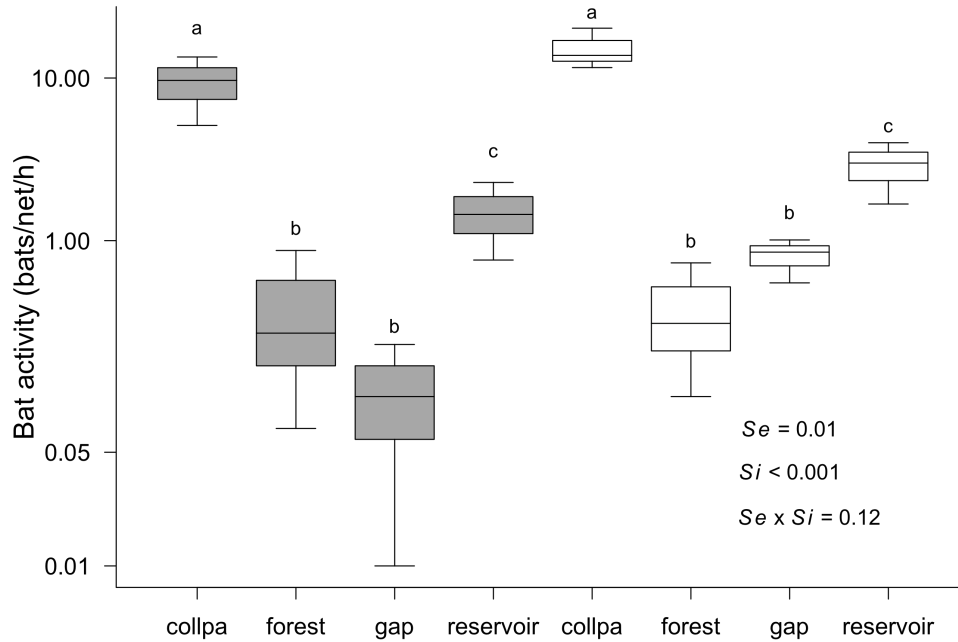 a
a
10.00
c
c
b
b
b
1.00
b
Bat activity (bats/net/h)
Se = 0.01
0.05
Si < 0.001
Se x Si = 0.12
0.01
collpa forest gap reservoir collpa forest gap reservoir